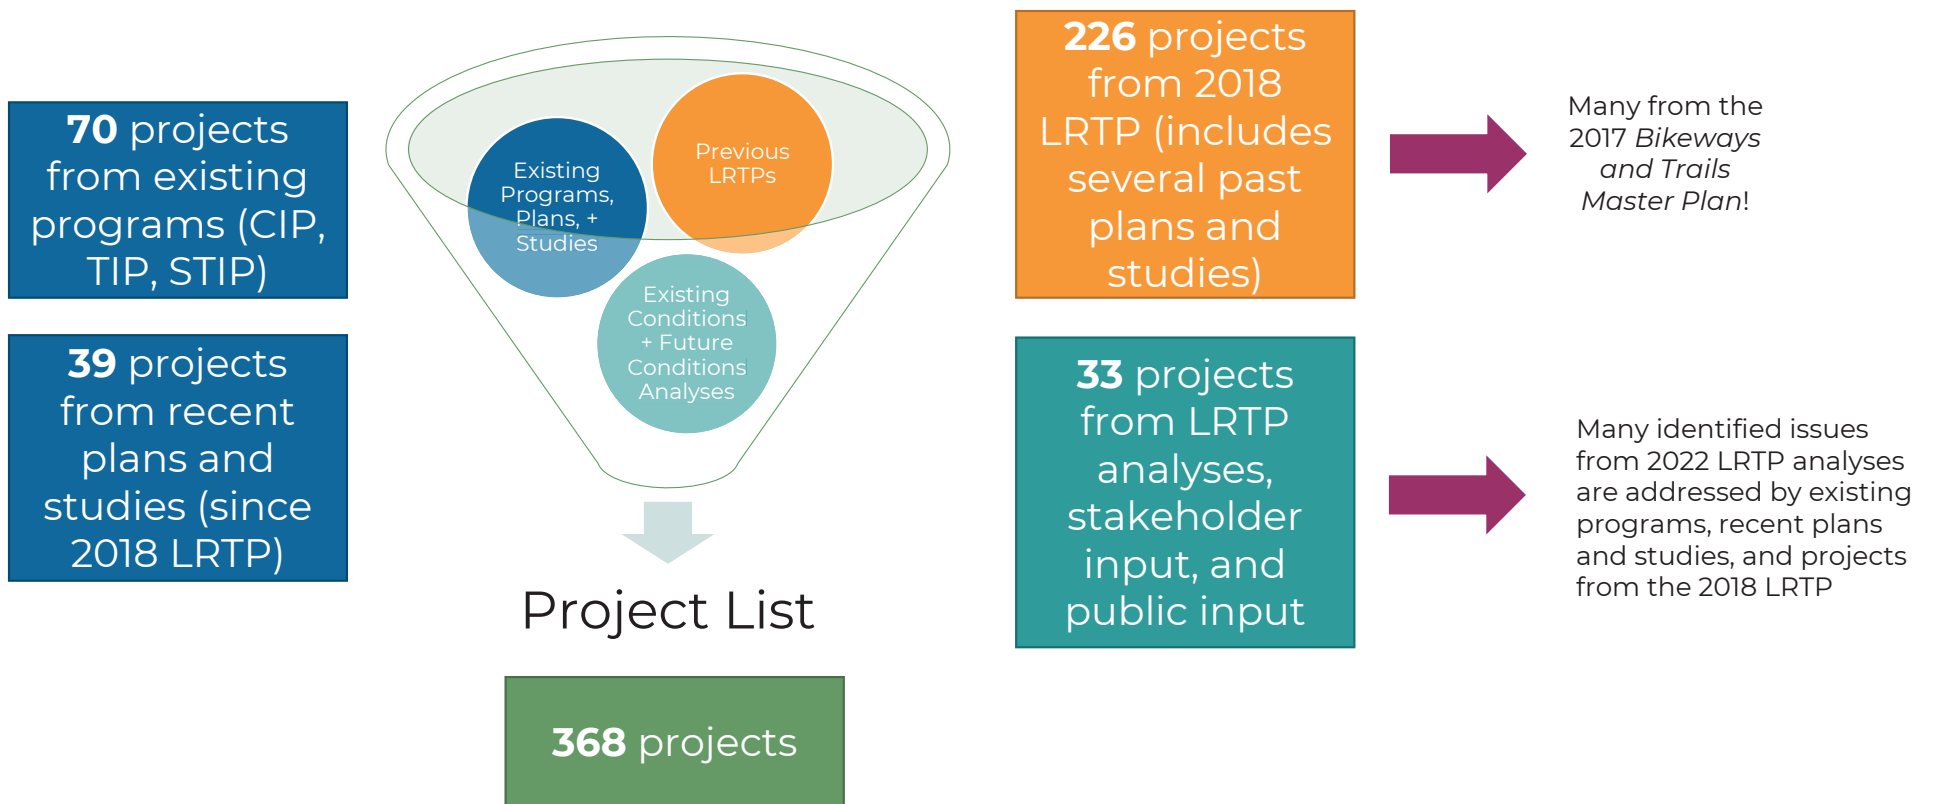 70 projects
from existing
programs (CIP,
TIP, STIP)
39 projects
from recent
plans and
studies (since
2018 LRTP)
Existing
Programs,
Plans, +
Studies
Previous
LRTPs
Existing
Conditions
+ Future
Conditions
Analyses
Project List
368 projects
226 projects
from 2018
LRTP (includes
several past
plans and
studies)
Many from the
2017 Bikeways
and Trails
Master Plan!
33 projects
from LRTP
analyses,
stakeholder
input, and
public input
Many identified issues
from 2022 LRTP analyses
are addressed by existing
programs, recent plans
and studies, and projects
from the 2018 LRTP